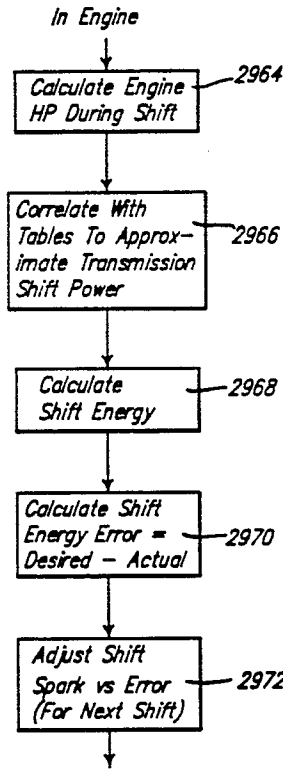 In Engine
Calculate Engine
HP During Shift
2964
Correlate With
Tables To Approx-
imate Transmission
Shift Power
2966
Calculate
Shift Energy
2968
Calculate Shift
Energy Error =
Desired - Actual
2970
Adjust Shift
Spark vs Error
(For Next Shift)
2972